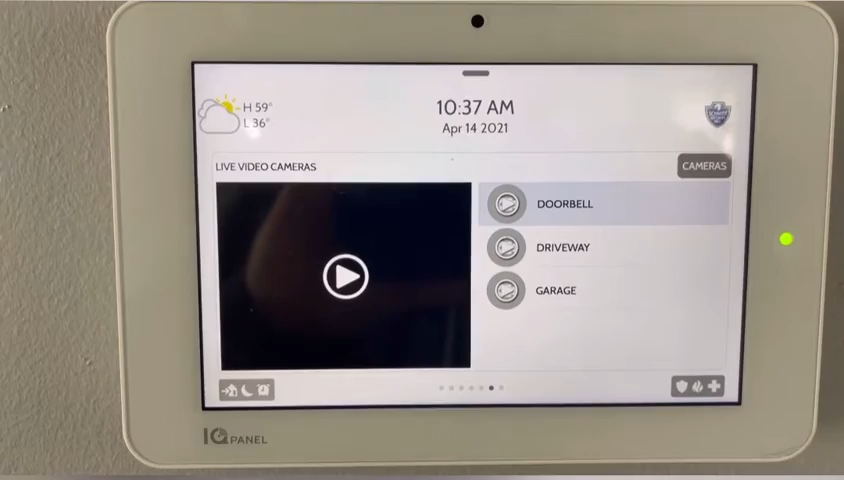 H 59°
L 36°
10:37 AM
Apr 14 2021
LIVE VIDEO CAMERAS
CAMERAS
DOORBELL
DRIVEWAY
GARAGE
IQ PANEL